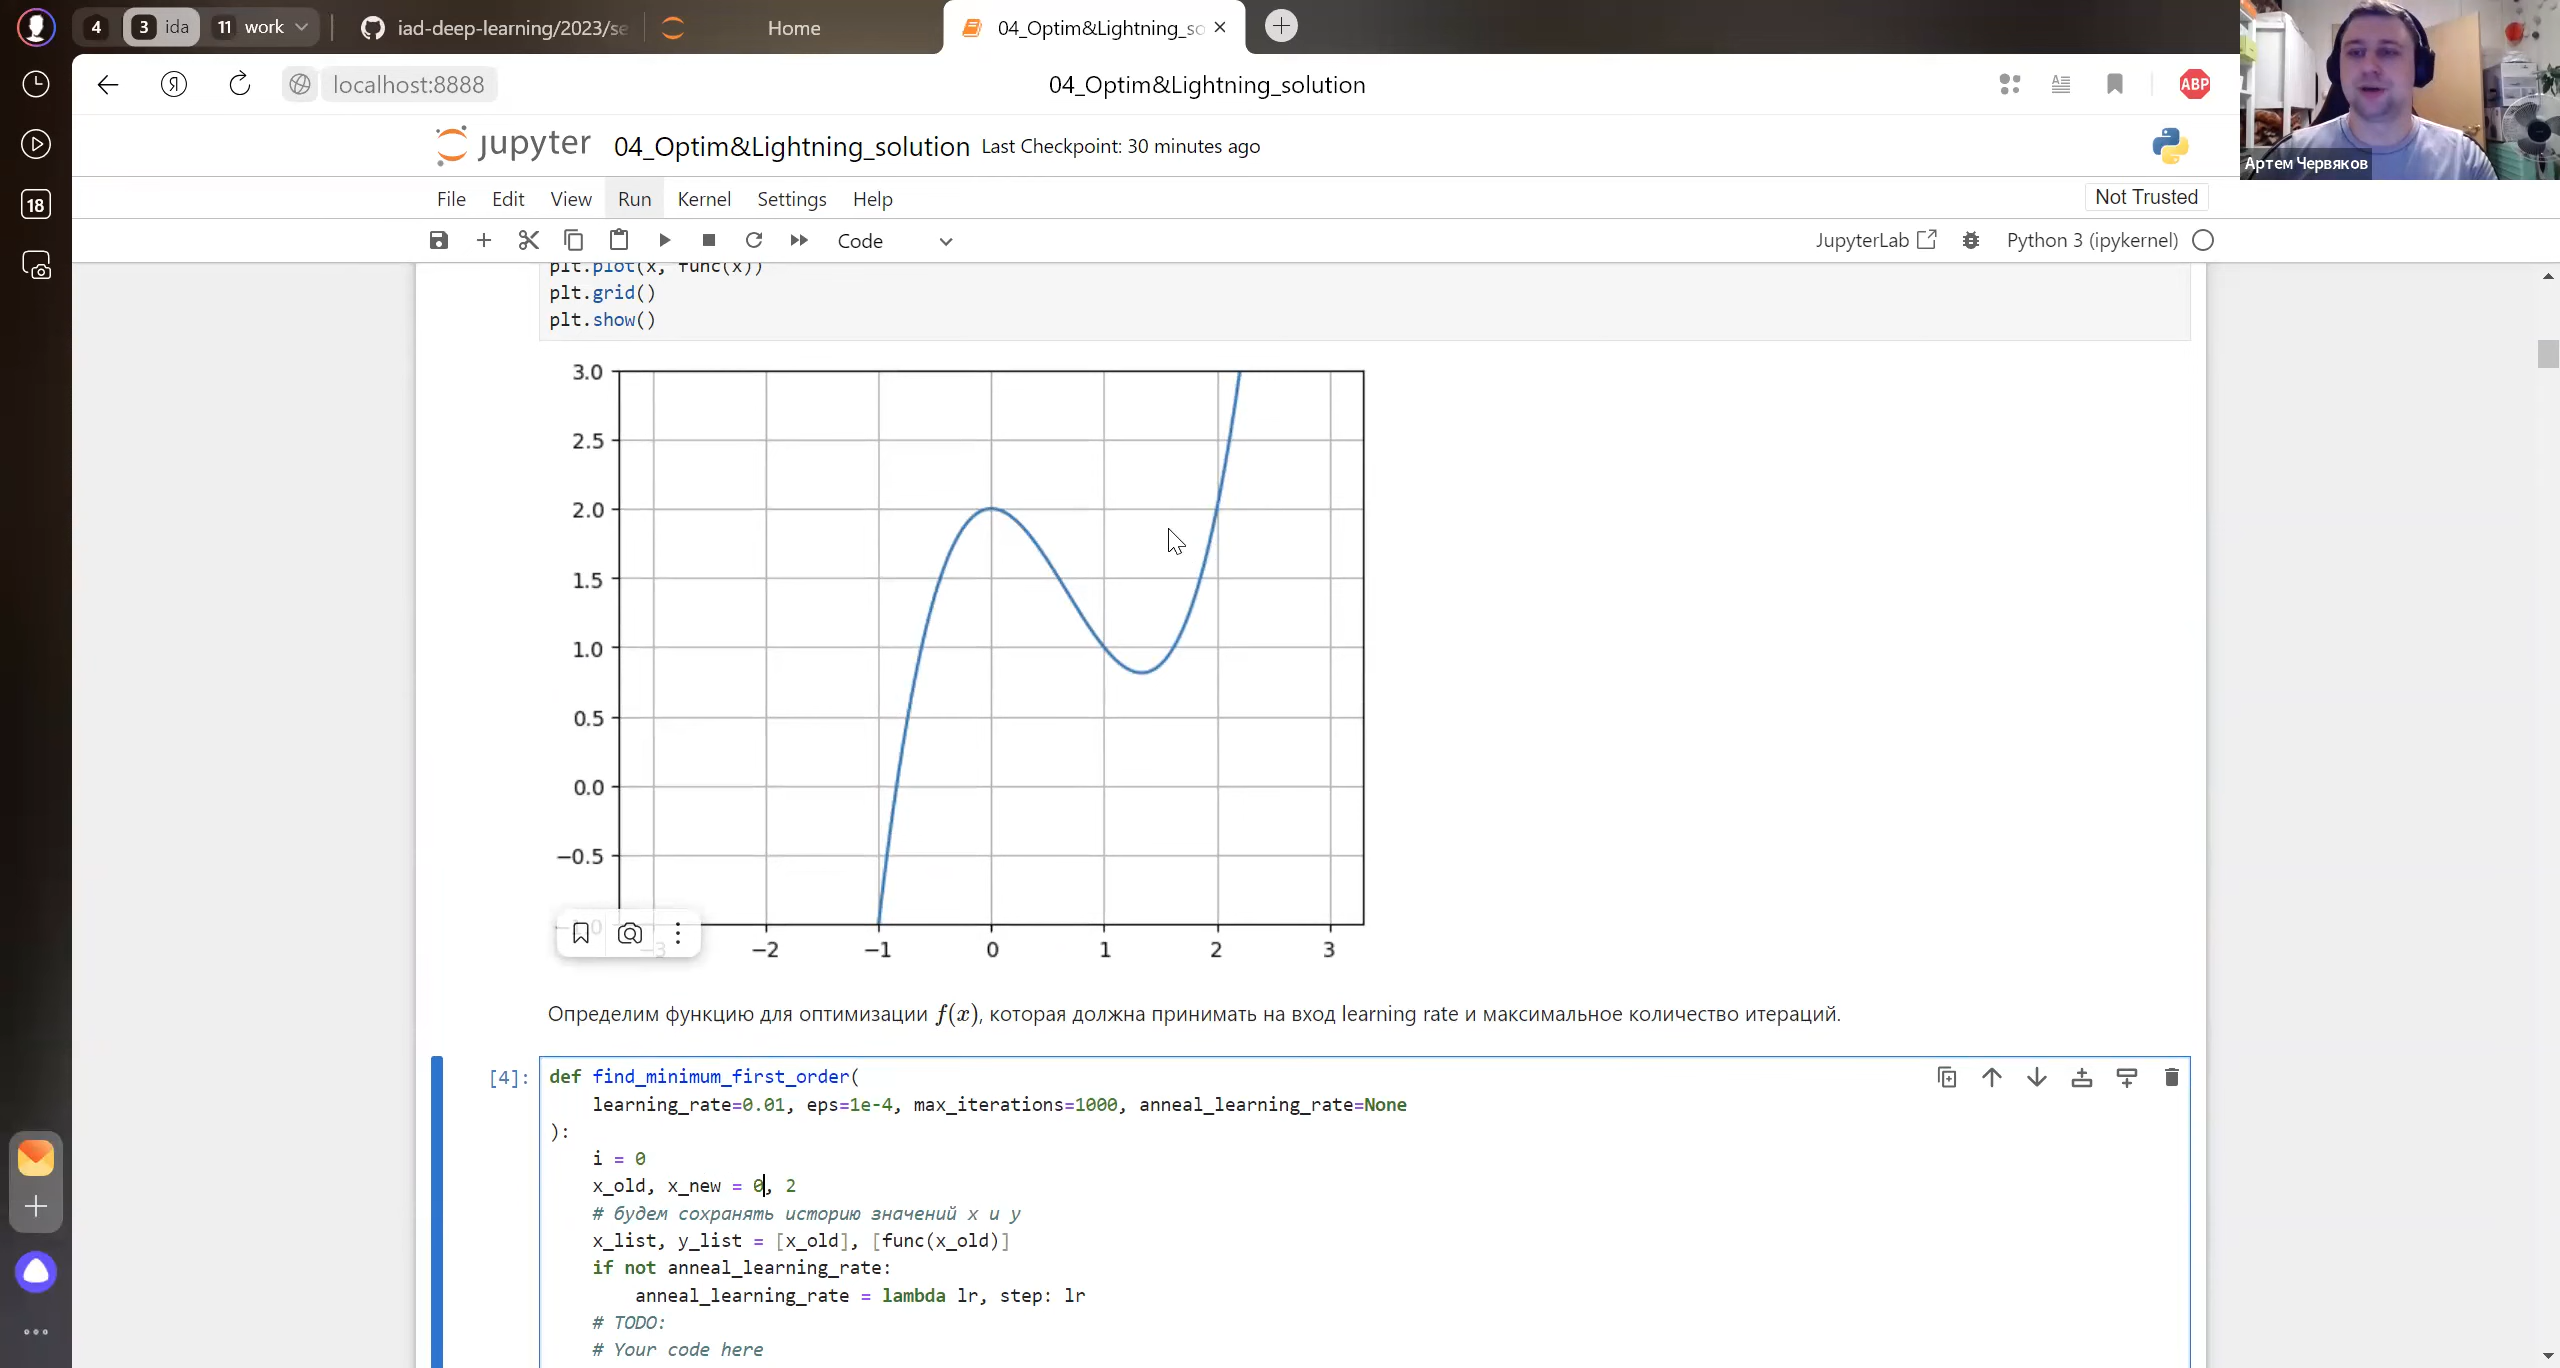 4
3 ida
11 work
iad-deep-learning/2023/se
Home
04_Optim&Lightning_so
localhost:8888
04_Optim&Lightning_solution
ABP
18
Артем Червяков
jupyter 04_Optim&Lightning_solution Last Checkpoint: 30 minutes ago
File Edit View Run Kernel Settings Help
Not Trusted
Code
JupyterLab
Python 3 (ipykernel)
plt.plot(x, func(x))
plt.grid()
plt.show()
3.0
2.5
2.0
1.5
1.0
0.5
0.0
−0.5
−3 −2 −1 0 1 2 3
Определим функцию для оптимизации f(x), которая должна принимать на вход learning rate и максимальное количество итераций.
[4]: def find_minimum_first_order(
learning_rate=0.01, eps=1e-4, max_iterations=1000, anneal_learning_rate=None
):
i = 0
x_old, x_new = 0, 2
# будем сохранять историю значений x и y
x_list, y_list = [x_old], [func(x_old)]
if not anneal_learning_rate:
anneal_learning_rate = lambda lr, step: lr
# TODO:
# Your code here